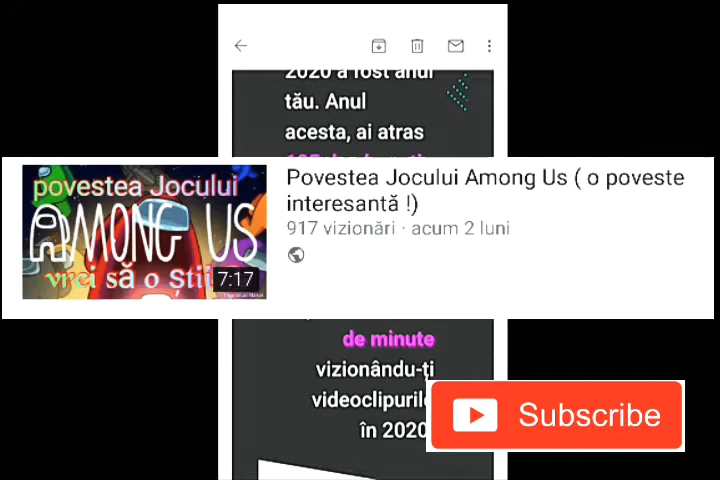 2020 a fost anul
tău. Anul
acesta, ai atras
povestea Jocului
AMONG US
vrei să o știi
7:17
Povestea Jocului Among Us ( o poveste
interesantă !)
917 vizionări · acum 2 luni
de minute
vizionându-ți
videoclipurile
în 2020
Subscribe